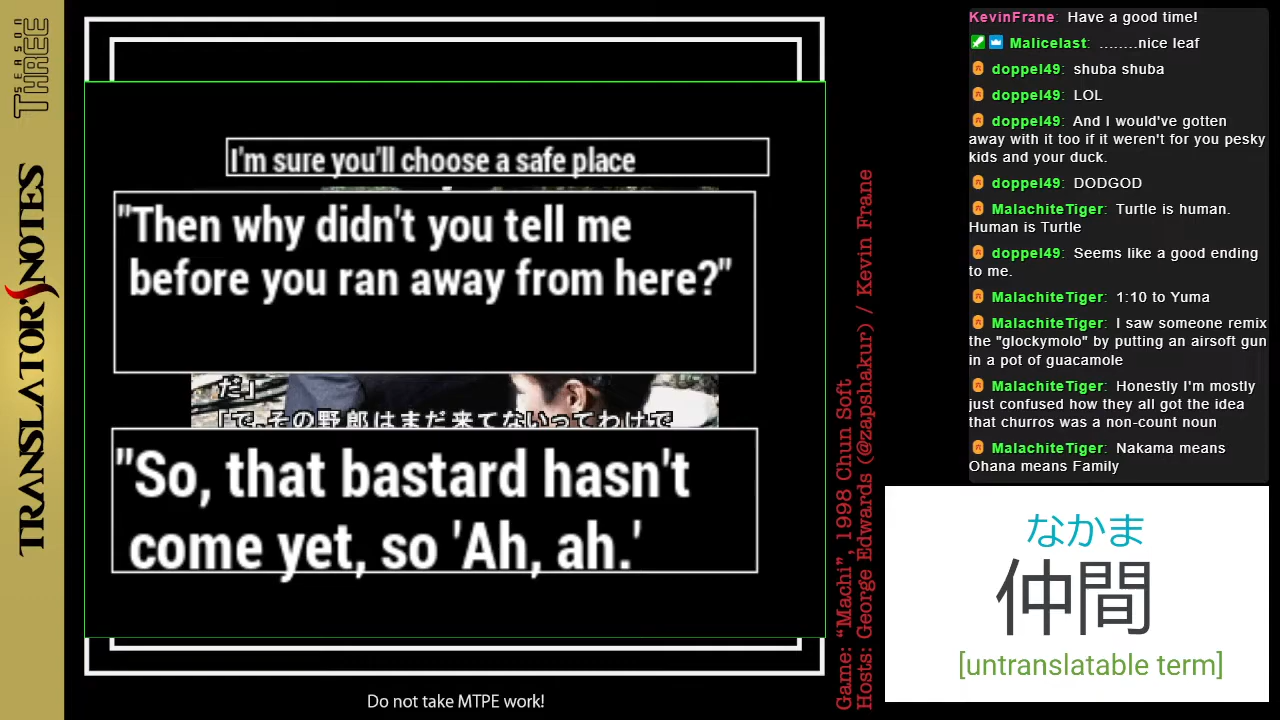 SEASON
THREE
TRANSLATOR'S NOTES
I'm sure you'll choose a safe place
"Then why didn't you tell me
before you ran away from here?"
だ」
「で、その野郎はまだ来てないってわけで
"So, that bastard hasn't
come yet, so 'Ah, ah.'
Do not take MTPE work!
Game: “Machi”, 1998 Chun Soft
Hosts: George Edwards (@zapshakur) / Kevin Frane
KevinFrane: Have a good time!
Malicelast: ........nice leaf
doppel49: shuba shuba
doppel49: LOL
doppel49: And I would've gotten
away with it too if it weren't for you pesky
kids and your duck.
doppel49: DODGOD
MalachiteTiger: Turtle is human.
Human is Turtle
doppel49: Seems like a good ending
to me.
MalachiteTiger: 1:10 to Yuma
MalachiteTiger: I saw someone remix
the "glockymolo" by putting an airsoft gun
in a pot of guacamole
MalachiteTiger: Honestly I'm mostly
just confused how they all got the idea
that churros was a non-count noun
MalachiteTiger: Nakama means
Ohana means Family
なかま
仲間
[untranslatable term]